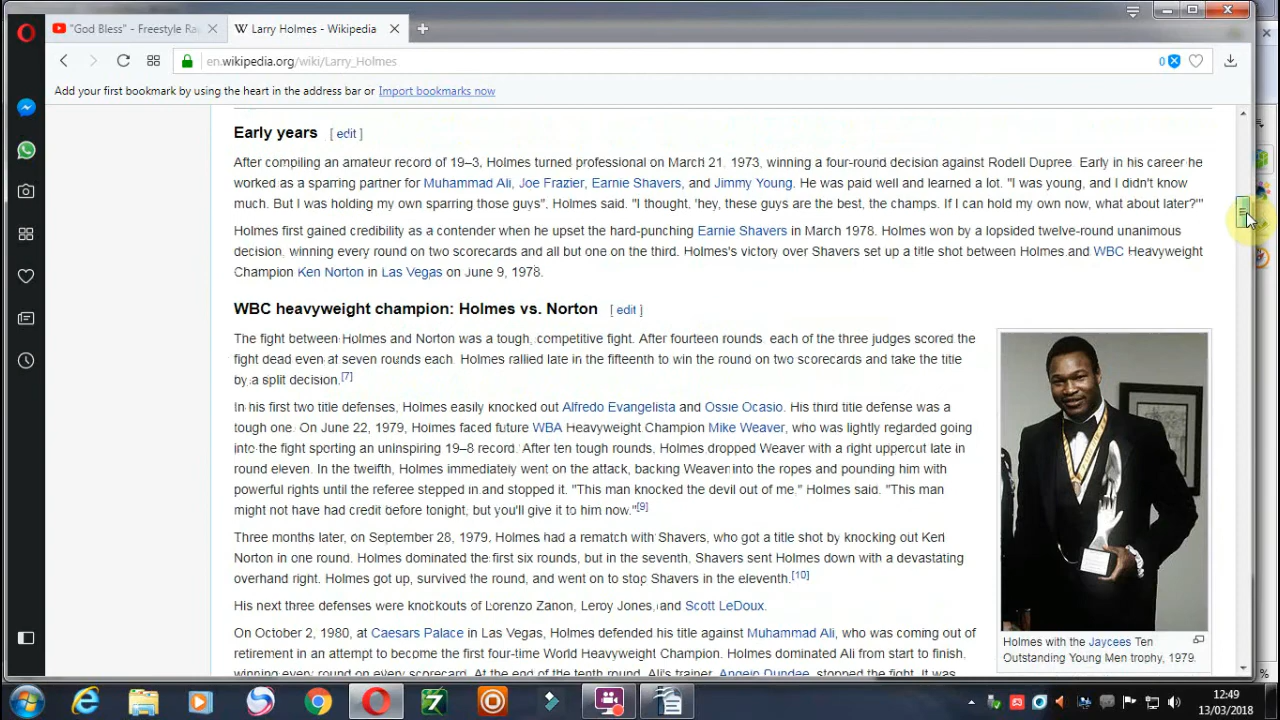 "God Bless" - Freestyle Ra
Larry Holmes - Wikipedia
en.wikipedia.org/wiki/Larry_Holmes
0
Add your first bookmark by using the heart in the address bar or Import bookmarks now
Early years [ edit ]
After compiling an amateur record of 19–3, Holmes turned professional on March 21, 1973, winning a four-round decision against Rodell Dupree. Early in his career he
worked as a sparring partner for Muhammad Ali, Joe Frazier, Earnie Shavers, and Jimmy Young. He was paid well and learned a lot. "I was young, and I didn't know
much. But I was holding my own sparring those guys", Holmes said. "I thought, 'hey, these guys are the best, the champs. If I can hold my own now, what about later?'"
Holmes first gained credibility as a contender when he upset the hard-punching Earnie Shavers in March 1978. Holmes won by a lopsided twelve-round unanimous
decision, winning every round on two scorecards and all but one on the third. Holmes's victory over Shavers set up a title shot between Holmes and WBC Heavyweight
Champion Ken Norton in Las Vegas on June 9, 1978.
WBC heavyweight champion: Holmes vs. Norton [ edit ]
The fight between Holmes and Norton was a tough, competitive fight. After fourteen rounds, each of the three judges scored the
fight dead even at seven rounds each. Holmes rallied late in the fifteenth to win the round on two scorecards and take the title
by a split decision.[7]
In his first two title defenses, Holmes easily knocked out Alfredo Evangelista and Ossie Ocasio. His third title defense was a
tough one. On June 22, 1979, Holmes faced future WBA Heavyweight Champion Mike Weaver, who was lightly regarded going
into the fight sporting an uninspiring 19–8 record. After ten tough rounds, Holmes dropped Weaver with a right uppercut late in
round eleven. In the twelfth, Holmes immediately went on the attack, backing Weaver into the ropes and pounding him with
powerful rights until the referee stepped in and stopped it. "This man knocked the devil out of me," Holmes said. "This man
might not have had credit before tonight, but you'll give it to him now."[9]
Three months later, on September 28, 1979, Holmes had a rematch with Shavers, who got a title shot by knocking out Ken
Norton in one round. Holmes dominated the first six rounds, but in the seventh, Shavers sent Holmes down with a devastating
overhand right. Holmes got up, survived the round, and went on to stop Shavers in the eleventh.[10]
His next three defenses were knockouts of Lorenzo Zanon, Leroy Jones, and Scott LeDoux.
On October 2, 1980, at Caesars Palace in Las Vegas, Holmes defended his title against Muhammad Ali, who was coming out of
retirement in an attempt to become the first four-time World Heavyweight Champion. Holmes dominated Ali from start to finish,
winning every round on every scorecard. At the end of the tenth round, Ali's trainer, Angelo Dundee, stopped the fight. It was
Holmes with the Jaycees Ten
Outstanding Young Men trophy, 1979.
12:49
13/03/2018